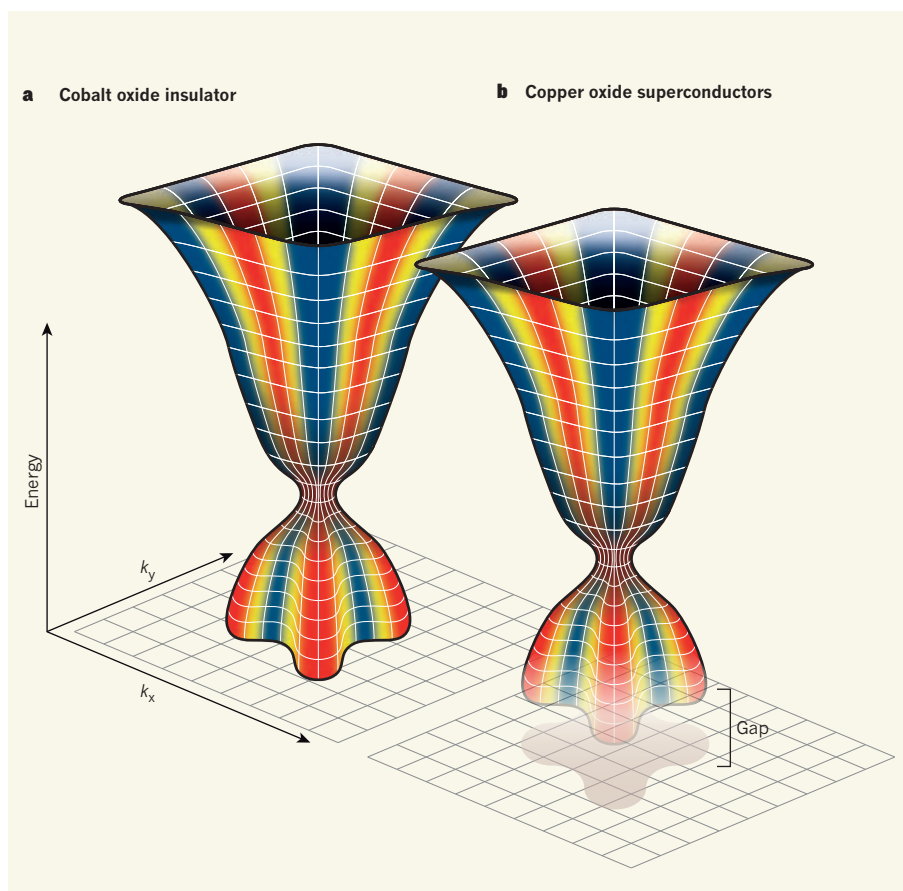 a Cobalt oxide insulator
b Copper oxide superconductors
Energy
ky
kx
Gap